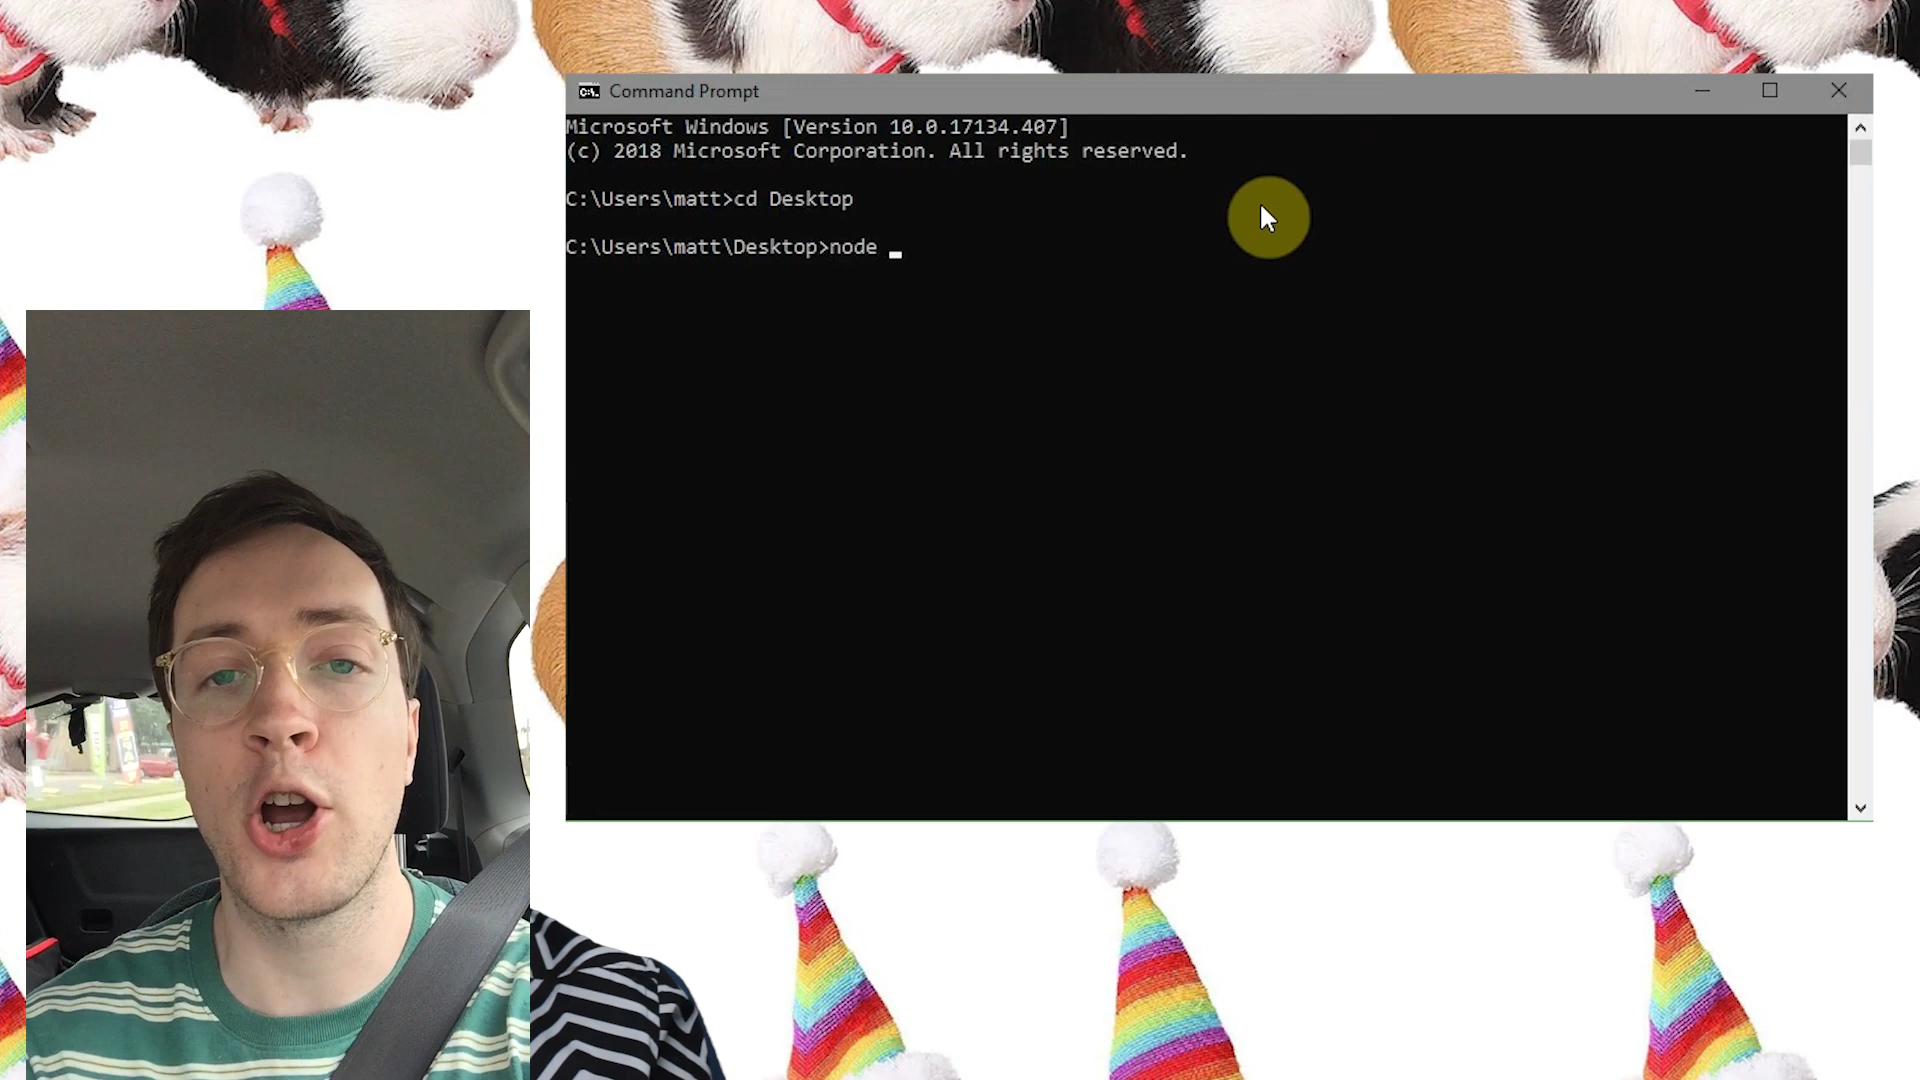 Command Prompt
Microsoft Windows [Version 10.0.17134.407]
(c) 2018 Microsoft Corporation. All rights reserved.
C:\Users\matt>cd Desktop
C:\Users\matt\Desktop>node